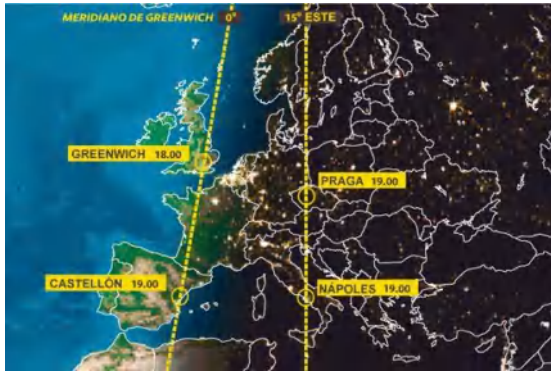 MERIDIANO DE GREENWICH 0° 15° ESTE
GREENWICH 18.00
PRAGA 19.00
CASTELLÓN 19.00
NÁPOLES 19.00